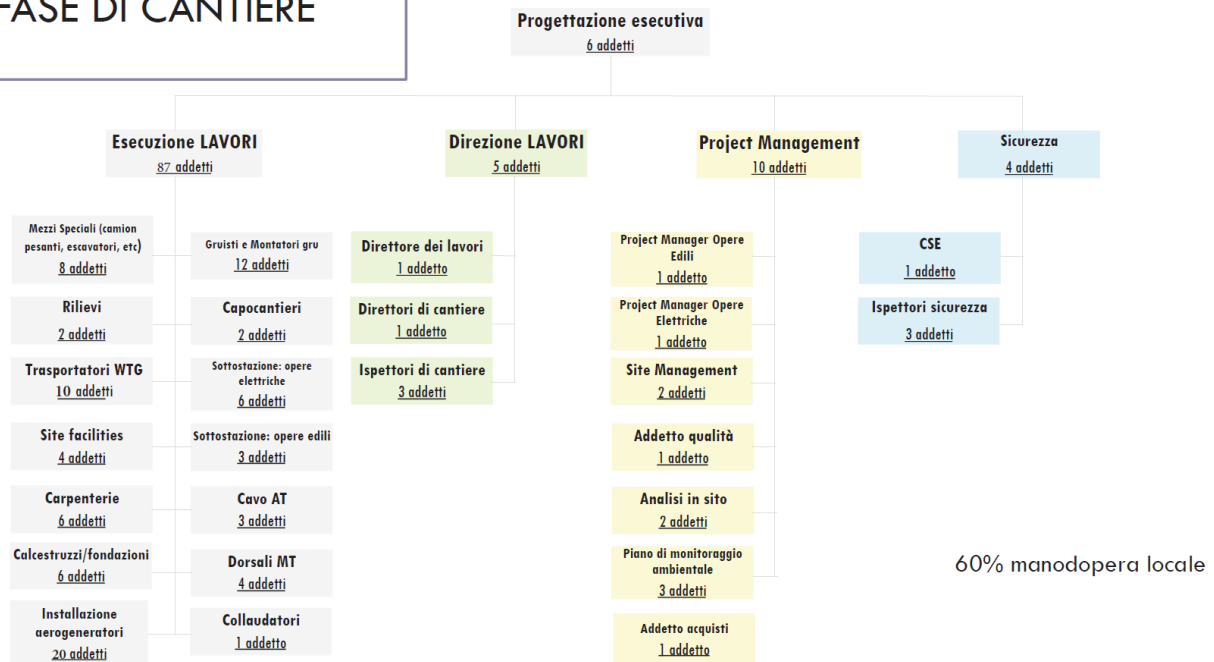 FASE DI CANTIERE
Progettazione esecutiva
6 addetti
Esecuzione LAVORI
87 addetti
Direzione LAVORI
5 addetti
Project Management
10 addetti
Sicurezza
4 addetti
Mezzi Speciali (camion
pesanti, escavatori, etc)
8 addetti
Rilievi
2 addetti
Trasportatori WTG
10 addetti
Site facilities
4 addetti
Carpenterie
6 addetti
Calcestruzzi/fondazioni
6 addetti
Installazione
aerogeneratori
20 addetti
Gruisti e Montatori gru
12 addetti
Capocantieri
2 addetti
Sottostazione: opere
elettriche
6 addetti
Sottostazione: opere edili
3 addetti
Cavo AT
3 addetti
Dorsali MT
4 addetti
Collaudatori
1 addetto
Direttore dei lavori
1 addetto
Direttori di cantiere
1 addetto
Ispettori di cantiere
3 addetti
Project Manager Opere
Edili
1 addetto
Project Manager Opere
Elettriche
1 addetto
Site Management
2 addetti
Addetto qualità
1 addetto
Analisi in sito
2 addetti
Piano di monitoraggio
ambientale
3 addetti
Addetto acquisti
1 addetto
CSE
1 addetto
Ispettori sicurezza
3 addetti
60% manodopera locale